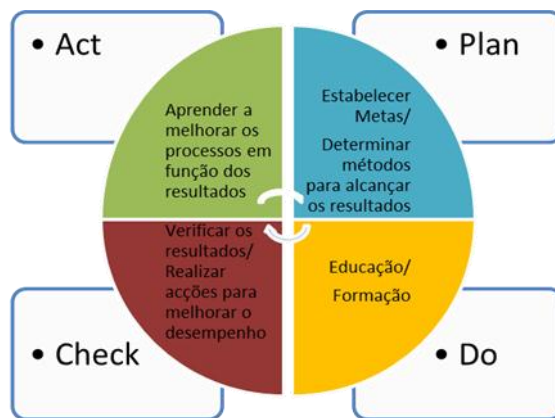 • Act
• Plan
Aprender a
melhorar os
processos em
função dos
resultados
Estabelecer
Metas/
Determinar
métodos
para alcançar
os resultados
Verificar os
resultados/
Realizar
acções para
melhorar o
desempenho
Educação/
Formação
• Check
• Do